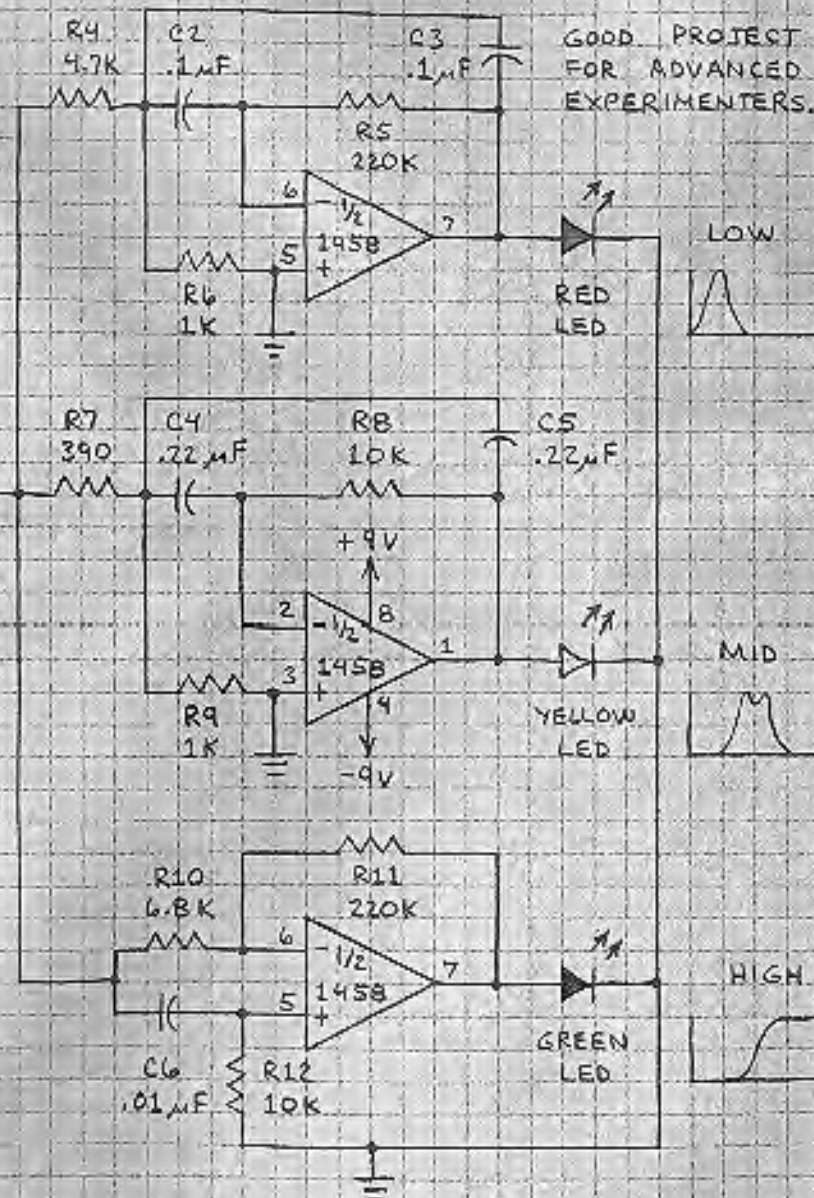 GOOD PROJECT
FOR ADVANCED
EXPERIMENTERS.
R4
4.7K
C2
.1µF
C3
.1µF
R5
220K
6
- 1/2
1458
5
+
7
R6
1K
RED
LED
LOW
R7
390
C4
.22µF
R8
10K
C5
.22µF
+9V
8
2
- 1/2
1458
3
+
1
4
-9V
R9
1K
YELLOW
LED
MID
R10
6.8K
R11
220K
6
- 1/2
1458
5
+
7
C6
.01µF
R12
10K
GREEN
LED
HIGH